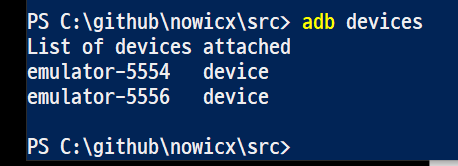 PS C:\github\nowicx\src> adb devices
List of devices attached
emulator-5554   device
emulator-5556   device
PS C:\github\nowicx\src>